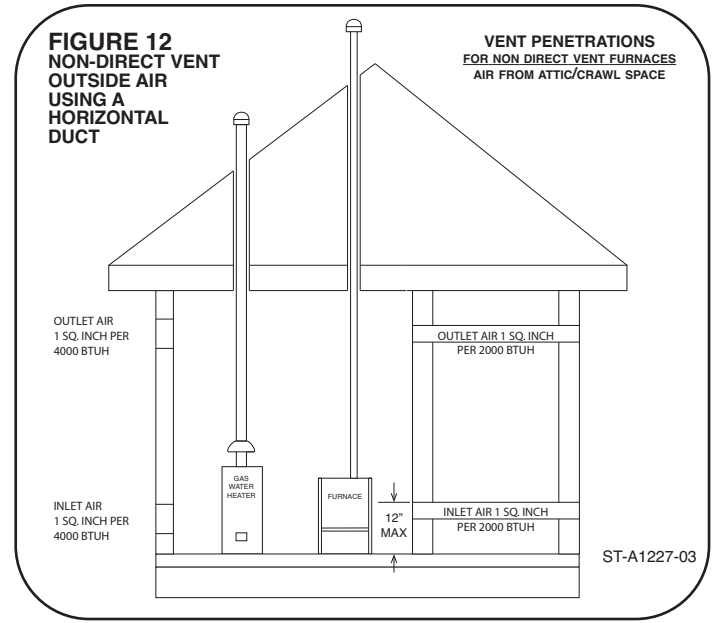 FIGURE 12
NON-DIRECT VENT
OUTSIDE AIR
USING A
HORIZONTAL
DUCT
VENT PENETRATIONS
FOR NON DIRECT VENT FURNACES
AIR FROM ATTIC/CRAWL SPACE
OUTLET AIR
1 SQ. INCH PER
4000 BTUH
OUTLET AIR 1 SQ. INCH
PER 2000 BTUH
GAS
WATER
HEATER
FURNACE
INLET AIR
1 SQ. INCH PER
4000 BTUH
12"
MAX
INLET AIR 1 SQ. INCH
PER 2000 BTUH
ST-A1227-03